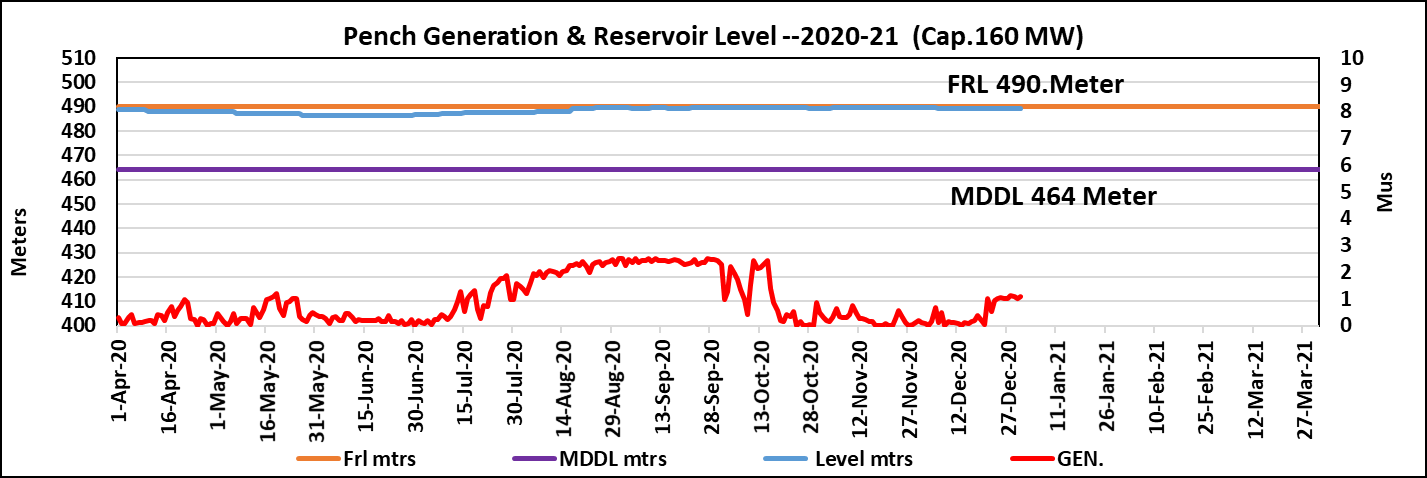 Pench Generation & Reservoir Level --2020-21 (Cap.160 MW)
510
500
490
480
470
460
450
440
430
420
410
400
Meters
10
9
8
7
6
5
4
3
2
1
0
Mus
FRL 490.Meter
MDDL 464 Meter
1-Apr-20
16-Apr-20
1-May-20
16-May-20
31-May-20
15-Jun-20
30-Jun-20
15-Jul-20
30-Jul-20
14-Aug-20
29-Aug-20
13-Sep-20
28-Sep-20
13-Oct-20
28-Oct-20
12-Nov-20
27-Nov-20
12-Dec-20
27-Dec-20
11-Jan-21
26-Jan-21
10-Feb-21
25-Feb-21
12-Mar-21
27-Mar-21
Frl mtrs
MDDL mtrs
Level mtrs
GEN.